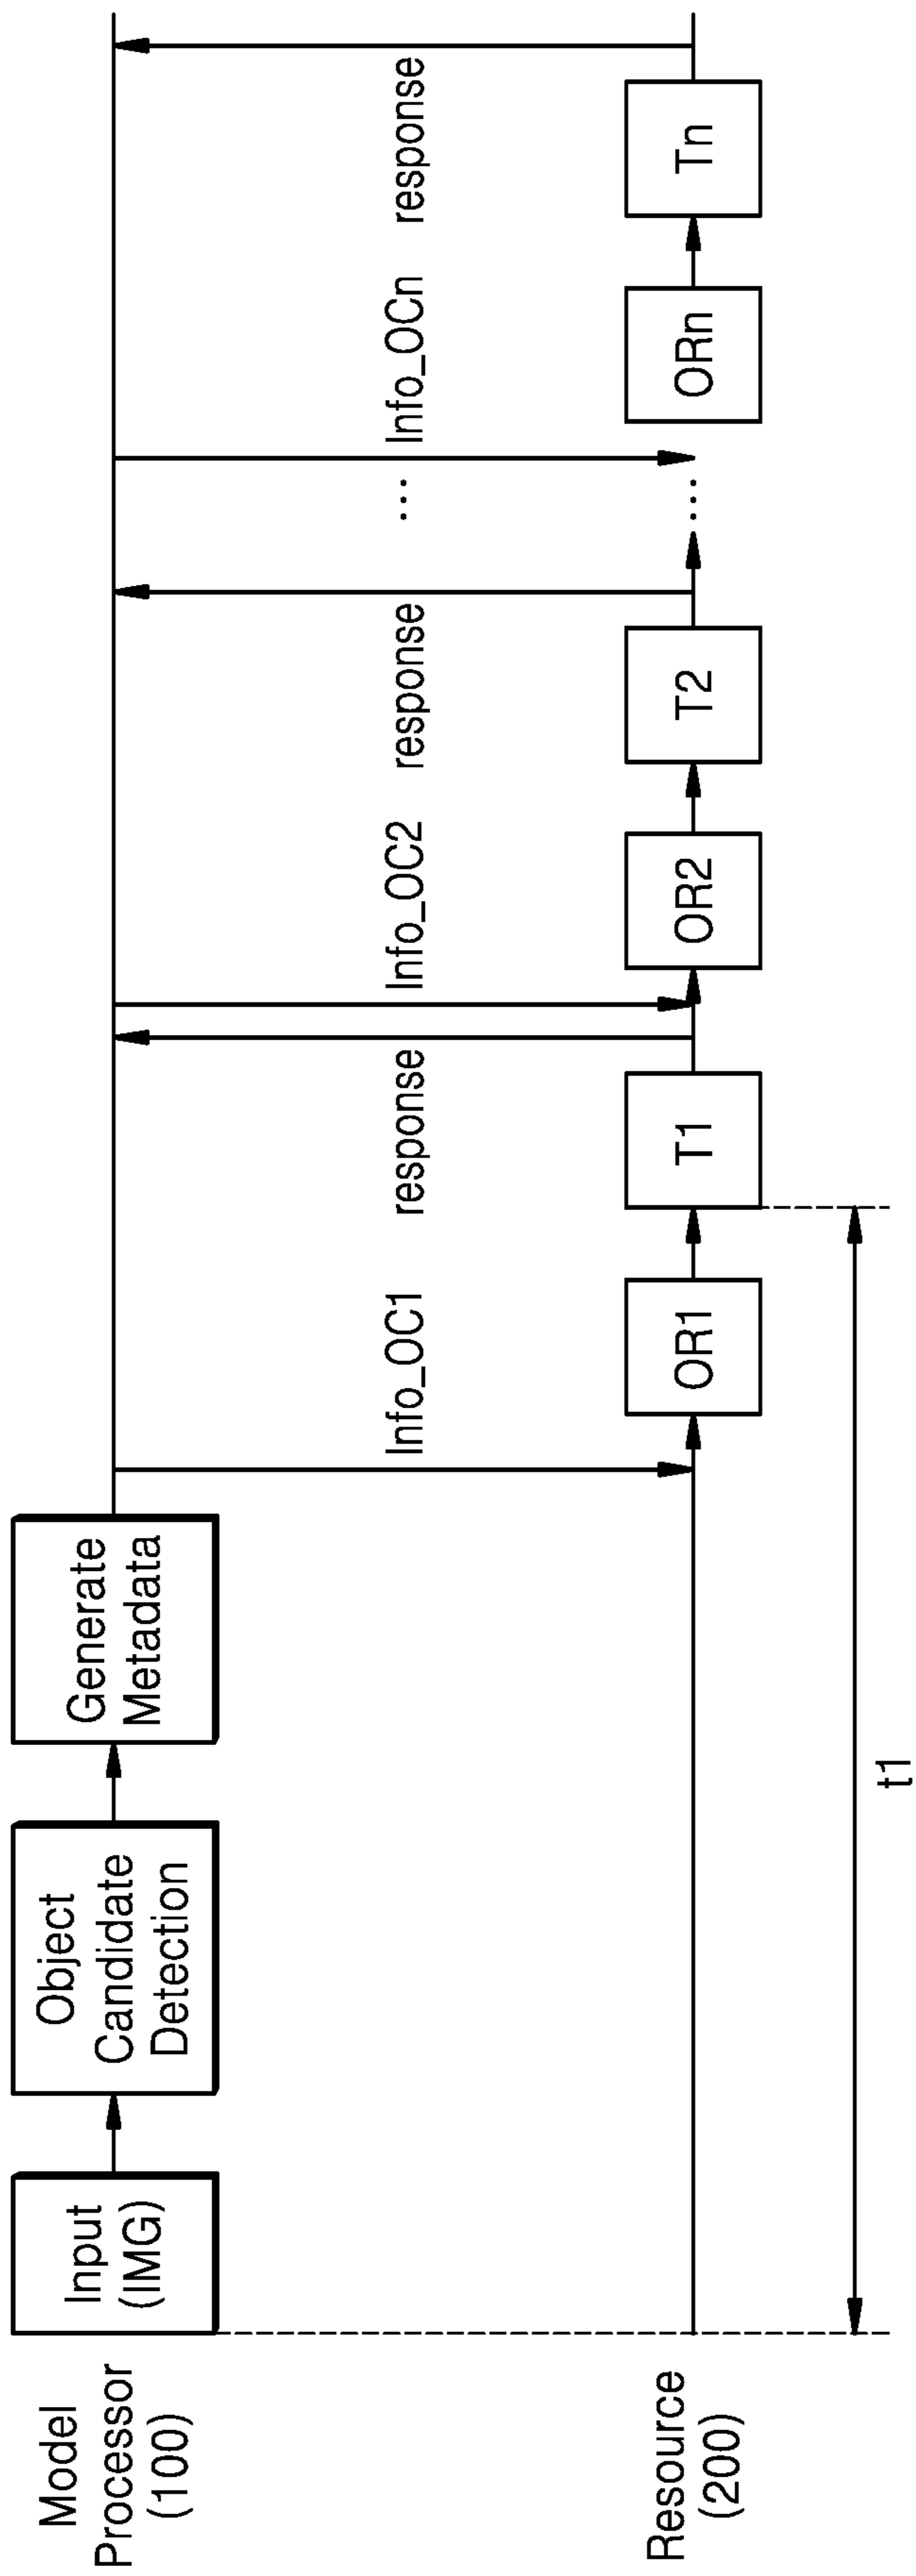 Model
Processor
(100)
Input
(IMG)
Object
Candidate
Detection
Generate
Metadata
Info_OC1
response
Info_OC2
response
...
Info_OCn
response
Resource
(200)
OR1
T1
OR2
T2
...
ORn
Tn
t1